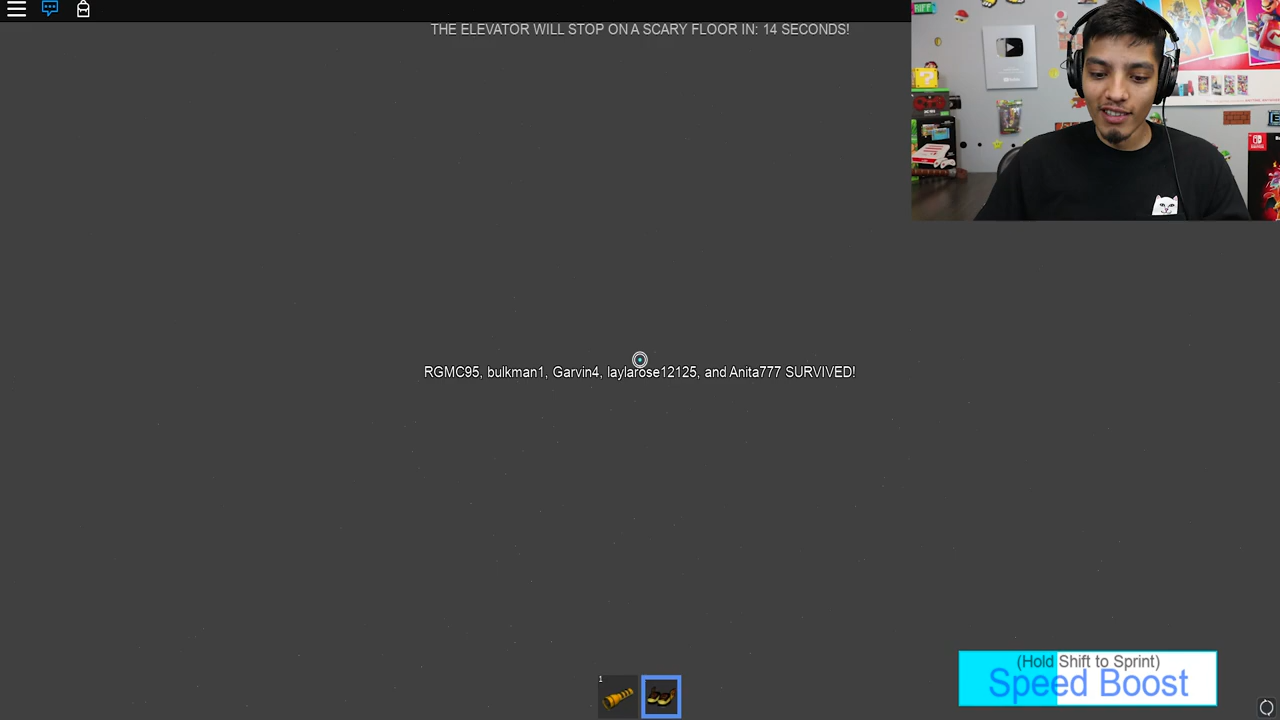 THE ELEVATOR WILL STOP ON A SCARY FLOOR IN: 14 SECONDS!
RGMC95, bulkman1, Garvin4, laylarose12125, and Anita777 SURVIVED!
(Hold Shift to Sprint)
Speed Boost
1